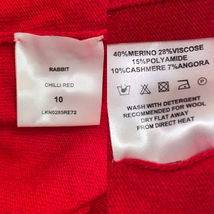 RABBIT
CHILLI RED
10
LKN0293RE72
40%MERINO 28%VISCOSE
15%POLYAMIDE
10%CASHMERE 7%ANGORA
WASH WITH DETERGENT
RECOMMENDED FOR WOOL
DRY FLAT AWAY
FROM DIRECT HEAT